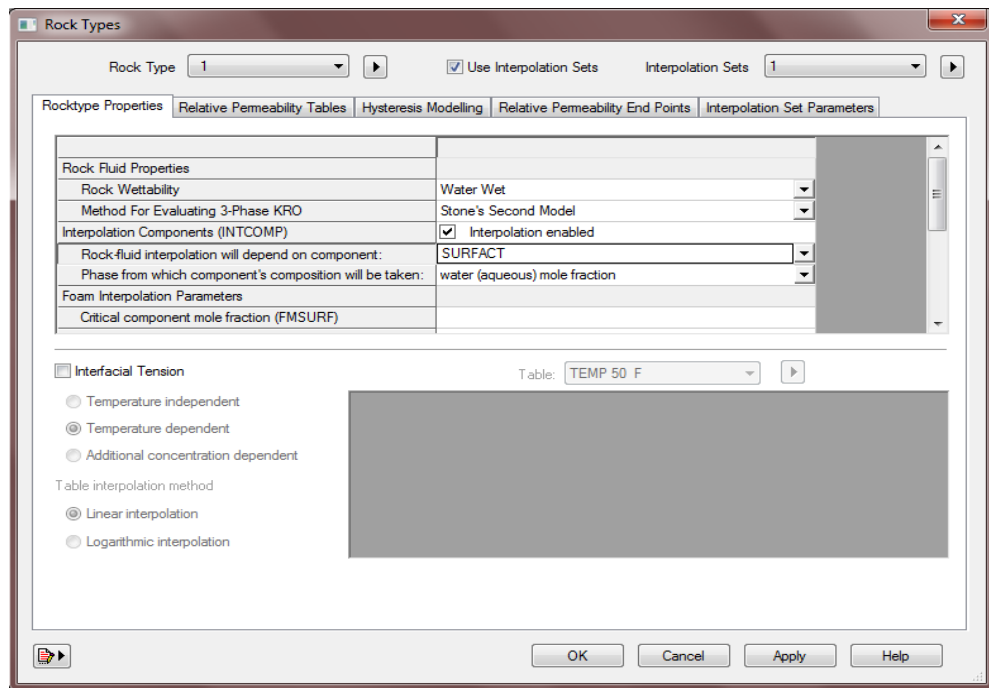 Rock Types
Rock Type 1 Use Interpolation Sets Interpolation Sets 1
Rocktype Properties Relative Permeability Tables Hysteresis Modelling Relative Permeability End Points Interpolation Set Parameters
Rock Fluid Properties
Rock Wettability Water Wet
Method For Evaluating 3-Phase KRO Stone's Second Model
Interpolation Components (INTCOMP) Interpolation enabled
Rock-fluid interpolation will depend on component: SURFACT
Phase from which component's composition will be taken: water (aqueous) mole fraction
Foam Interpolation Parameters
Critical component mole fraction (FMSURF)
Interfacial Tension Table: TEMP 50 F
Temperature independent
Temperature dependent
Additional concentration dependent
Table interpolation method
Linear interpolation
Logarithmic interpolation
OK Cancel Apply Help